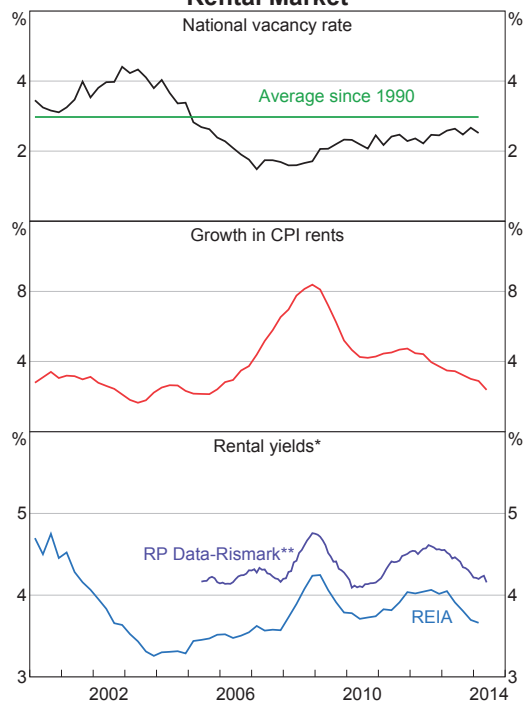 Rental Market
% National vacancy rate %
4 4
Average since 1990
2 2
% Growth in CPI rents %
8 8
4 4
% Rental yields* %
5 5
RP Data-Rismark**
4 4
REIA
3 3
2002 2006 2010 2014